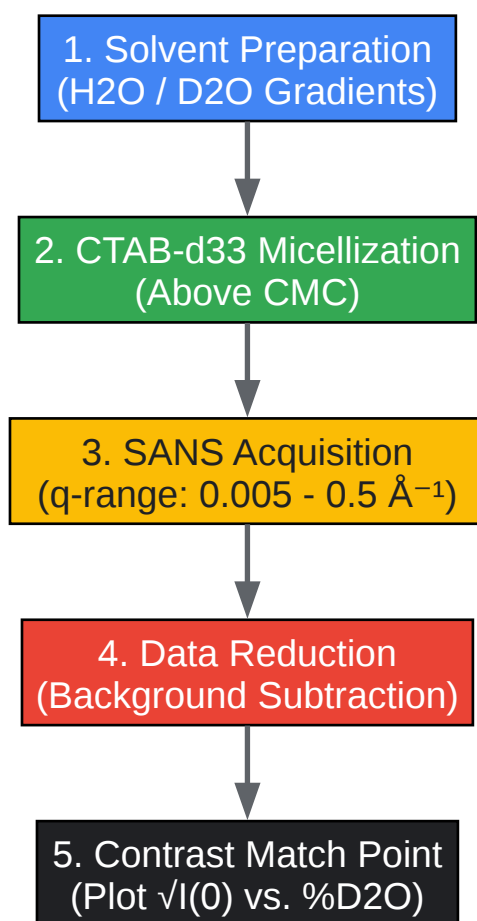 1. Solvent Preparation
(H2O / D2O Gradients)
2. CTAB-d33 Micellization
(Above CMC)
3. SANS Acquisition
(q-range: 0.005 - 0.5 Å⁻¹)
4. Data Reduction
(Background Subtraction)
5. Contrast Match Point
(Plot √I(0) vs. %D2O)